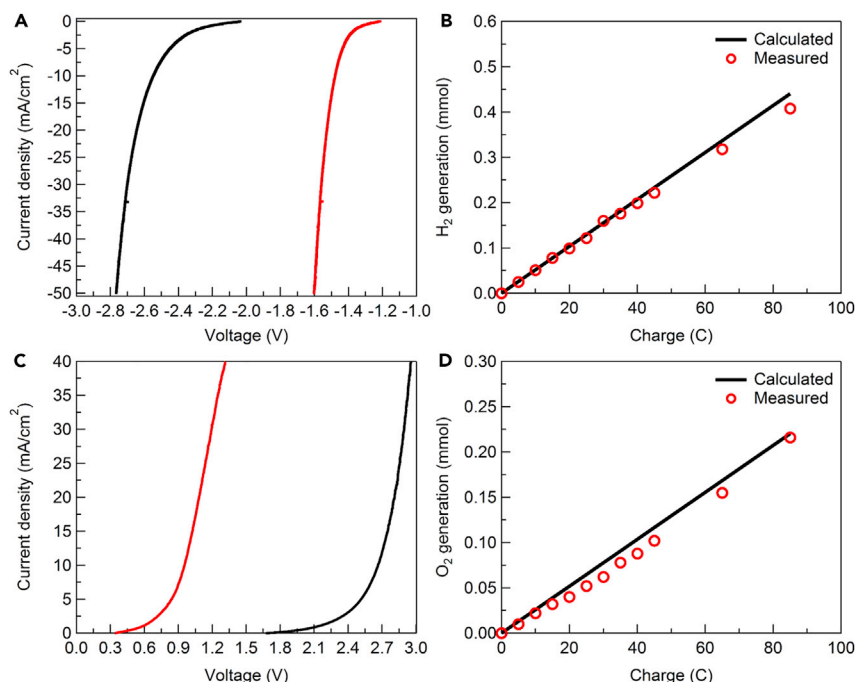 A
Current density (mA/cm²)
0
-5
-10
-15
-20
-25
-30
-35
-40
-45
-50
-3.0 -2.8 -2.6 -2.4 -2.2 -2.0 -1.8 -1.6 -1.4 -1.2 -1.0
Voltage (V)
B
H₂ generation (mmol)
0.6
0.5
0.4
0.3
0.2
0.1
0.0
Calculated
Measured
0 20 40 60 80 100
Charge (C)
C
Current density (mA/cm²)
40
35
30
25
20
15
10
5
0
0.0 0.3 0.6 0.9 1.2 1.5 1.8 2.1 2.4 2.7 3.0
Voltage (V)
D
O₂ generation (mmol)
0.30
0.25
0.20
0.15
0.10
0.05
0.00
Calculated
Measured
0 20 40 60 80 100
Charge (C)